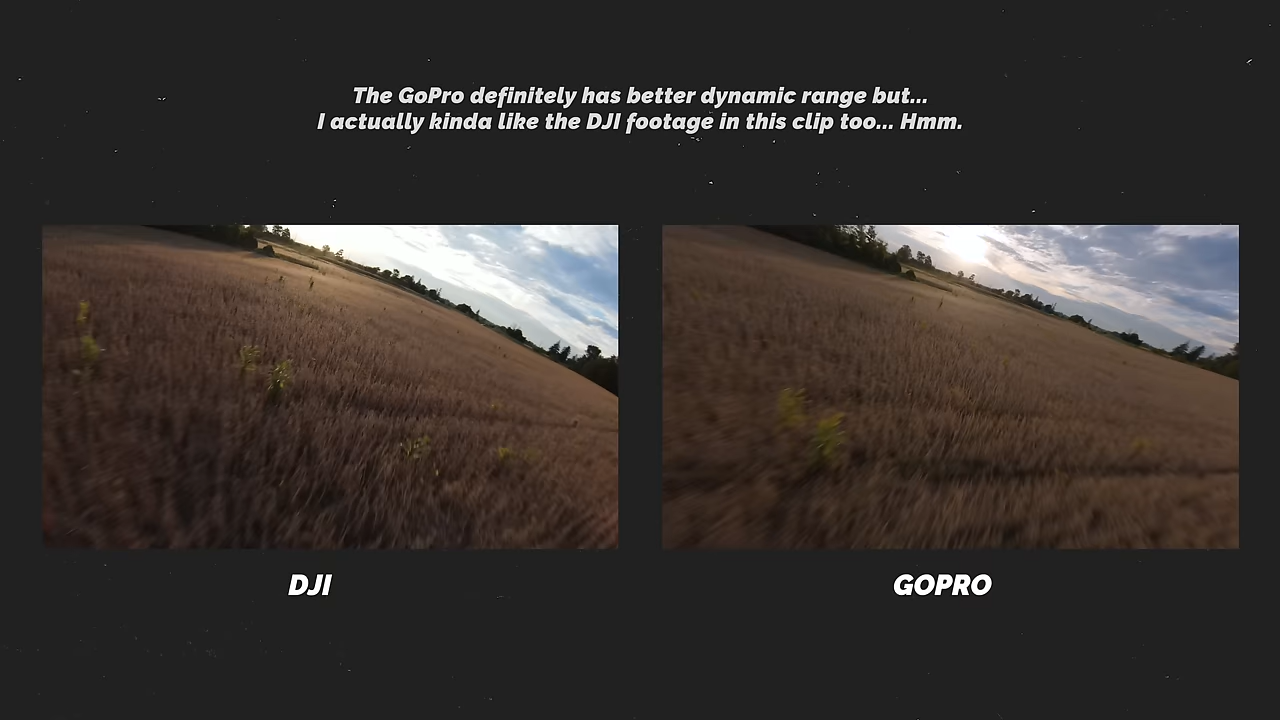 The GoPro definitely has better dynamic range but...
I actually kinda like the DJI footage in this clip too... Hmm.
DJI
GOPRO